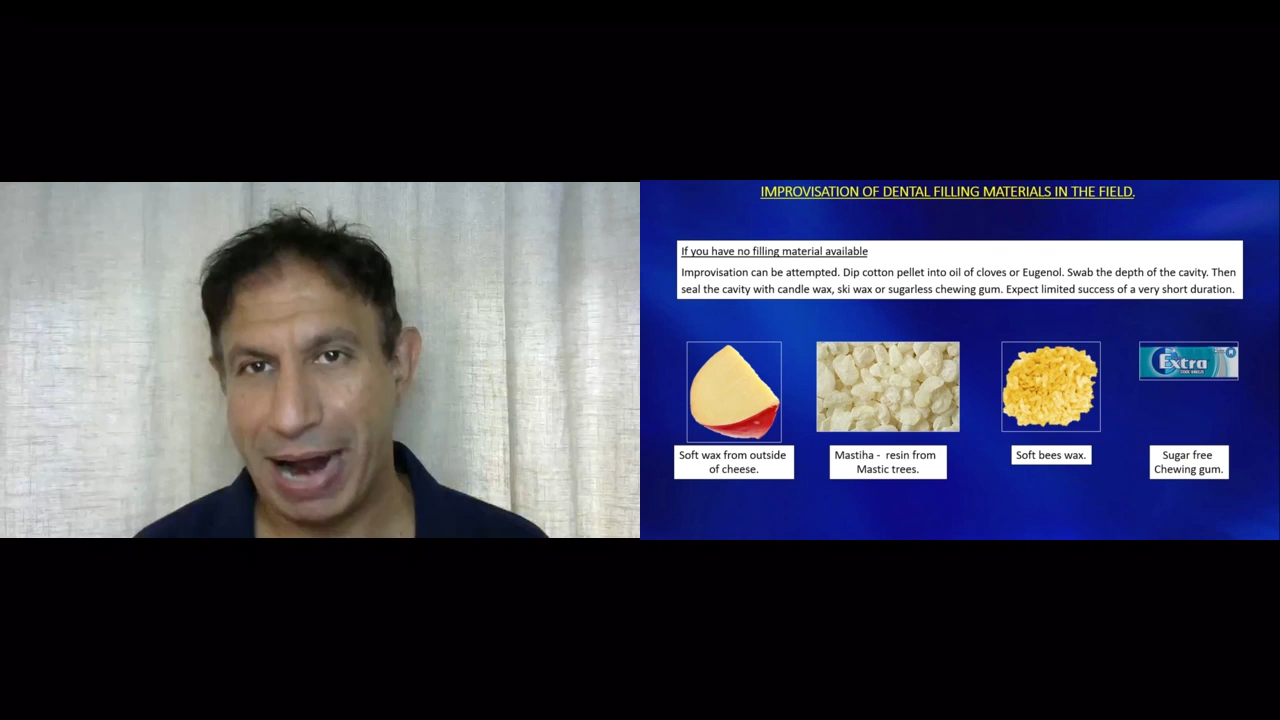 IMPROVISATION OF DENTAL FILLING MATERIALS IN THE FIELD.
If you have no filling material available
Improvisation can be attempted. Dip cotton pellet into oil of cloves or Eugenol. Swab the depth of the cavity. Then
seal the cavity with candle wax, ski wax or sugarless chewing gum. Expect limited success of a very short duration.
Extra
Soft wax from outside
of cheese.
Mastiha - resin from
Mastic trees.
Soft bees wax.
Sugar free
Chewing gum.